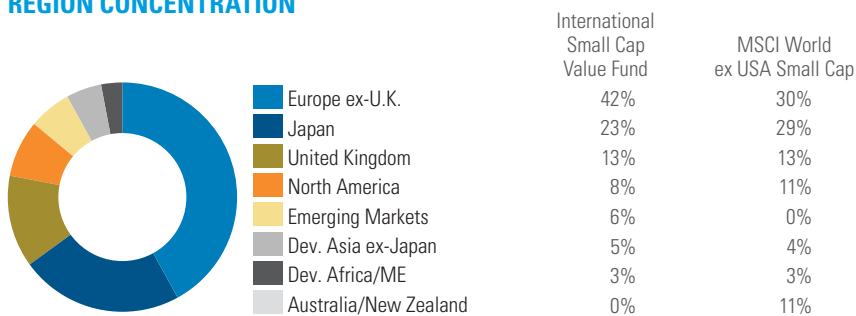 REGION CONCENTRATION
International
Small Cap
Value Fund
MSCI World
ex USA Small Cap
Europe ex-U.K. 42% 30%
Japan 23% 29%
United Kingdom 13% 13%
North America 8% 11%
Emerging Markets 6% 0%
Dev. Asia ex-Japan 5% 4%
Dev. Africa/ME 3% 3%
Australia/New Zealand 0% 11%